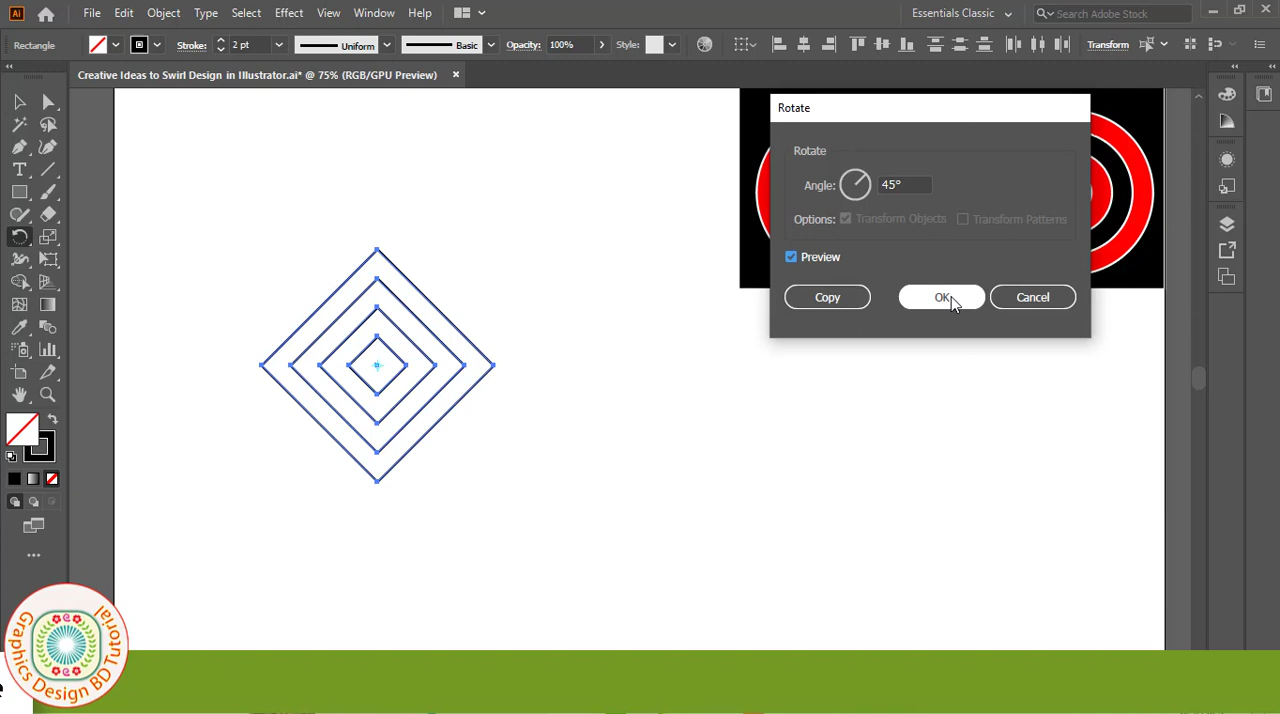 Ai File Edit Object Type Select Effect View Window Help Essentials Classic Search Adobe Stock
Rectangle Stroke: 2 pt Uniform Basic Opacity: 100% Style: Transform
Creative Ideas to Swirl Design in Illustrator.ai* @ 75% (RGB/GPU Preview)
Rotate
Rotate
Angle: 45°
Options: Transform Objects Transform Patterns
Preview
Copy OK Cancel
Graphics Design BD Tutorial
e